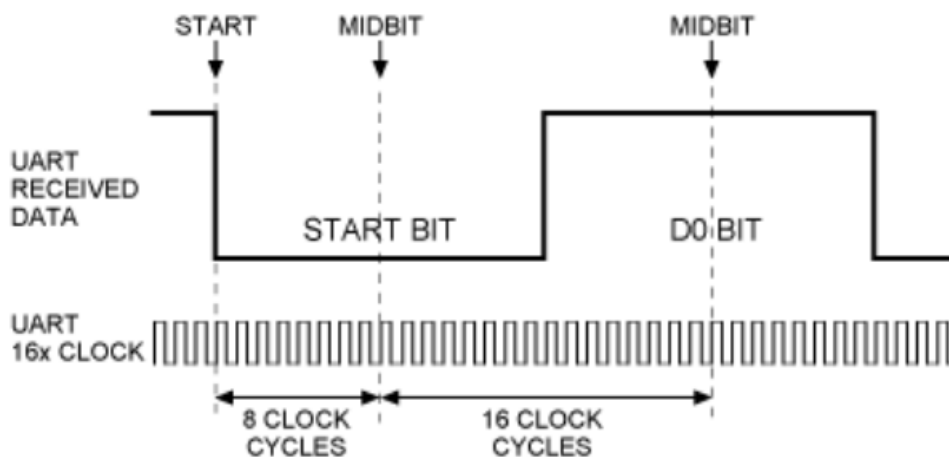 START MIDBIT MIDBIT
UART
RECEIVED
DATA
START BIT D0 BIT
UART
16x CLOCK
8 CLOCK
CYCLES
16 CLOCK
CYCLES